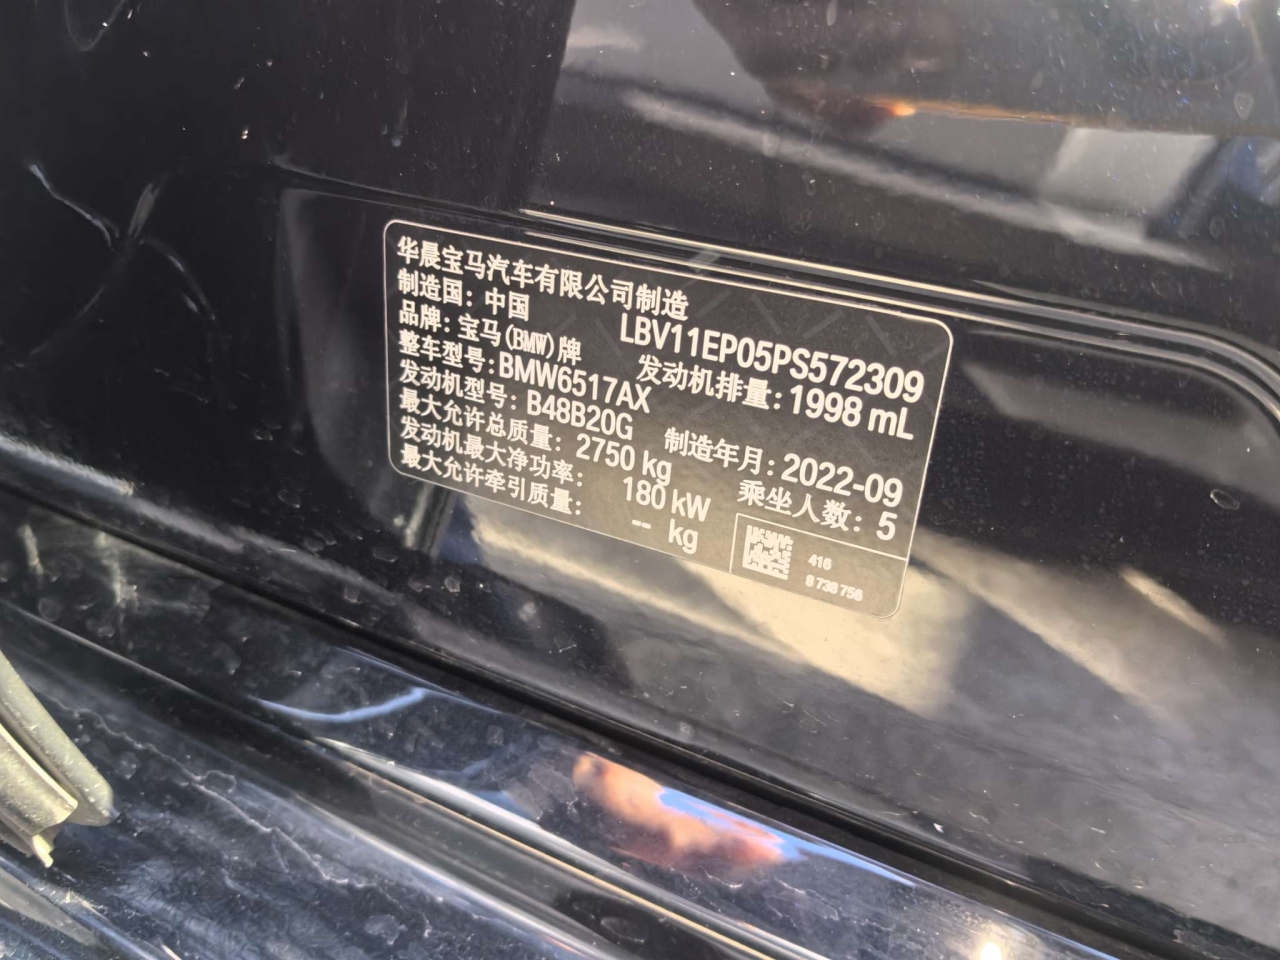 华晨宝马汽车有限公司制造
制造国: 中国
LBV11EP05PS572309
品牌: 宝马(BMW)牌
发动机排量: 1998 mL
整车型号: BMW6517AX
发动机型号: B48B20G
制造年月: 2022-09
最大允许总质量: 2750 kg
乘坐人数: 5
发动机最大净功率: 180 kW
最大允许牵引质量: -- kg
416
8 738 756